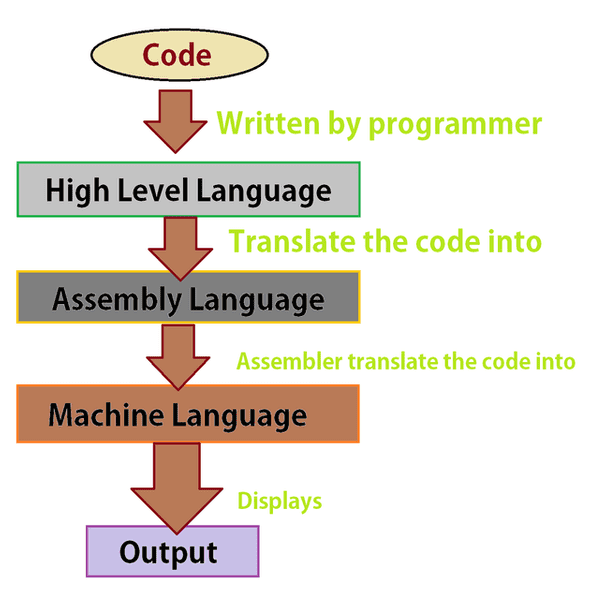 Code
Written by programmer
High Level Language
Translate the code into
Assembly Language
Assembler translate the code into
Machine Language
Displays
Output